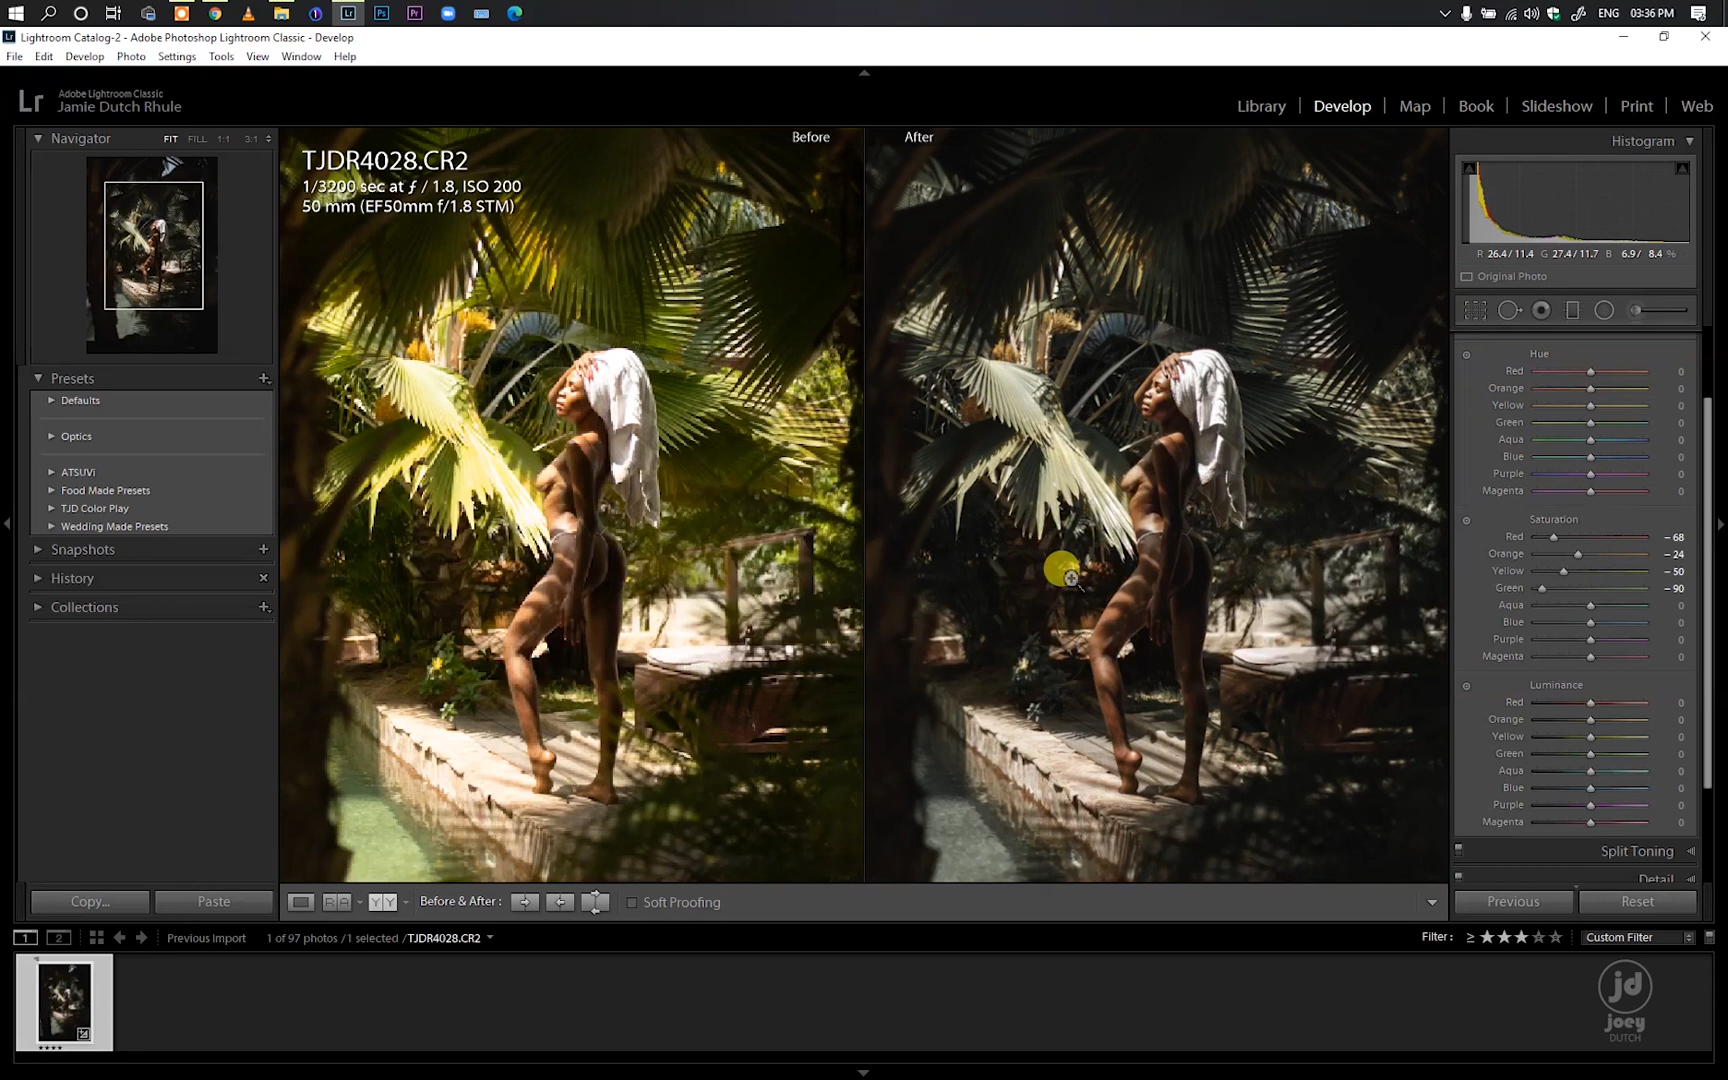 ENG 03:36 PM
Lightroom Catalog-2 - Adobe Photoshop Lightroom Classic - Develop
File Edit Develop Photo Settings Tools View Window Help
Lr Adobe Lightroom Classic
Jamie Dutch Rhule
Library | Develop | Map | Book | Slideshow | Print | Web
Navigator FIT FILL 1:1 3:1
Before
After
Histogram
TJDR4028.CR2
1/3200 sec at ƒ / 1.8, ISO 200
50 mm (EF50mm f/1.8 STM)
R 26.4 / 11.4 G 27.4 / 11.7 B 6.9 / 8.4 %
Original Photo
Presets
Defaults
Optics
ATSUVi
Food Made Presets
TJD Color Play
Wedding Made Presets
Snapshots
History
Collections
Hue
Red 0
Orange 0
Yellow 0
Green 0
Aqua 0
Blue 0
Purple 0
Magenta 0
Saturation
Red – 68
Orange – 24
Yellow – 50
Green – 90
Aqua 0
Blue 0
Purple 0
Magenta 0
Luminance
Red 0
Orange 0
Yellow 0
Green 0
Aqua 0
Blue 0
Purple 0
Magenta 0
Split Toning
Detail
Copy... Paste
RA YY Before & After : Soft Proofing
Previous Reset
1 2 Previous Import 1 of 97 photos / 1 selected / TJDR4028.CR2
Filter : ≥ ★★★☆☆ Custom Filter
jd
joey
DUTCH